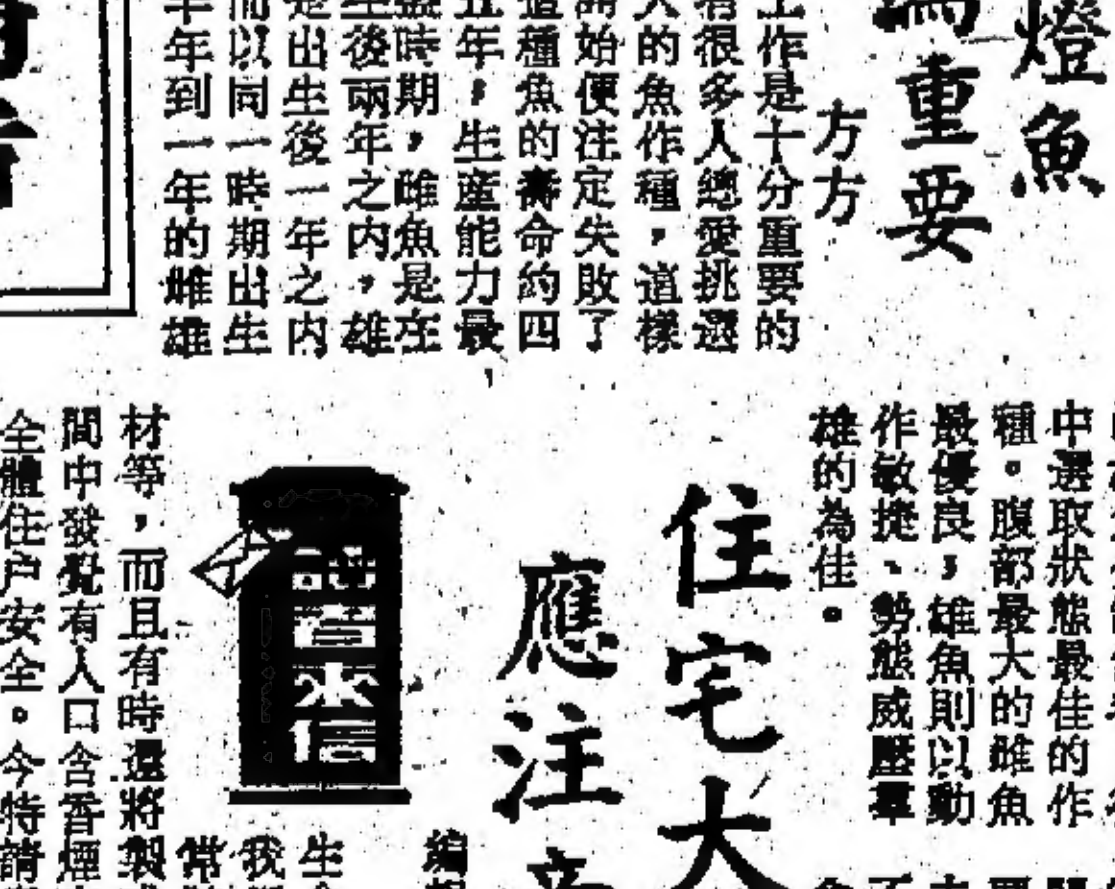 燈魚
為重要
方方
工作是十分重要的
有很多人總愛挑選
大的魚作種,這樣
開始便注定失敗了
這種魚的壽命約四
五年,生產能力最
盛時期,雌魚是在
生後兩年之内,雄
是出生後一年之内
而以同一時期出生
半年到一年的雌雄
中選取狀態最佳的作
種。腹部最大的雌魚
最優良,雄魚則以動
作敏捷、勢態威壓羣
雄的為佳。
住宅大
應注意
讀者來信
編
生
我
常
材等,而且有時還將製
間中發覺有人口含香煙
全體住户安全。今特請